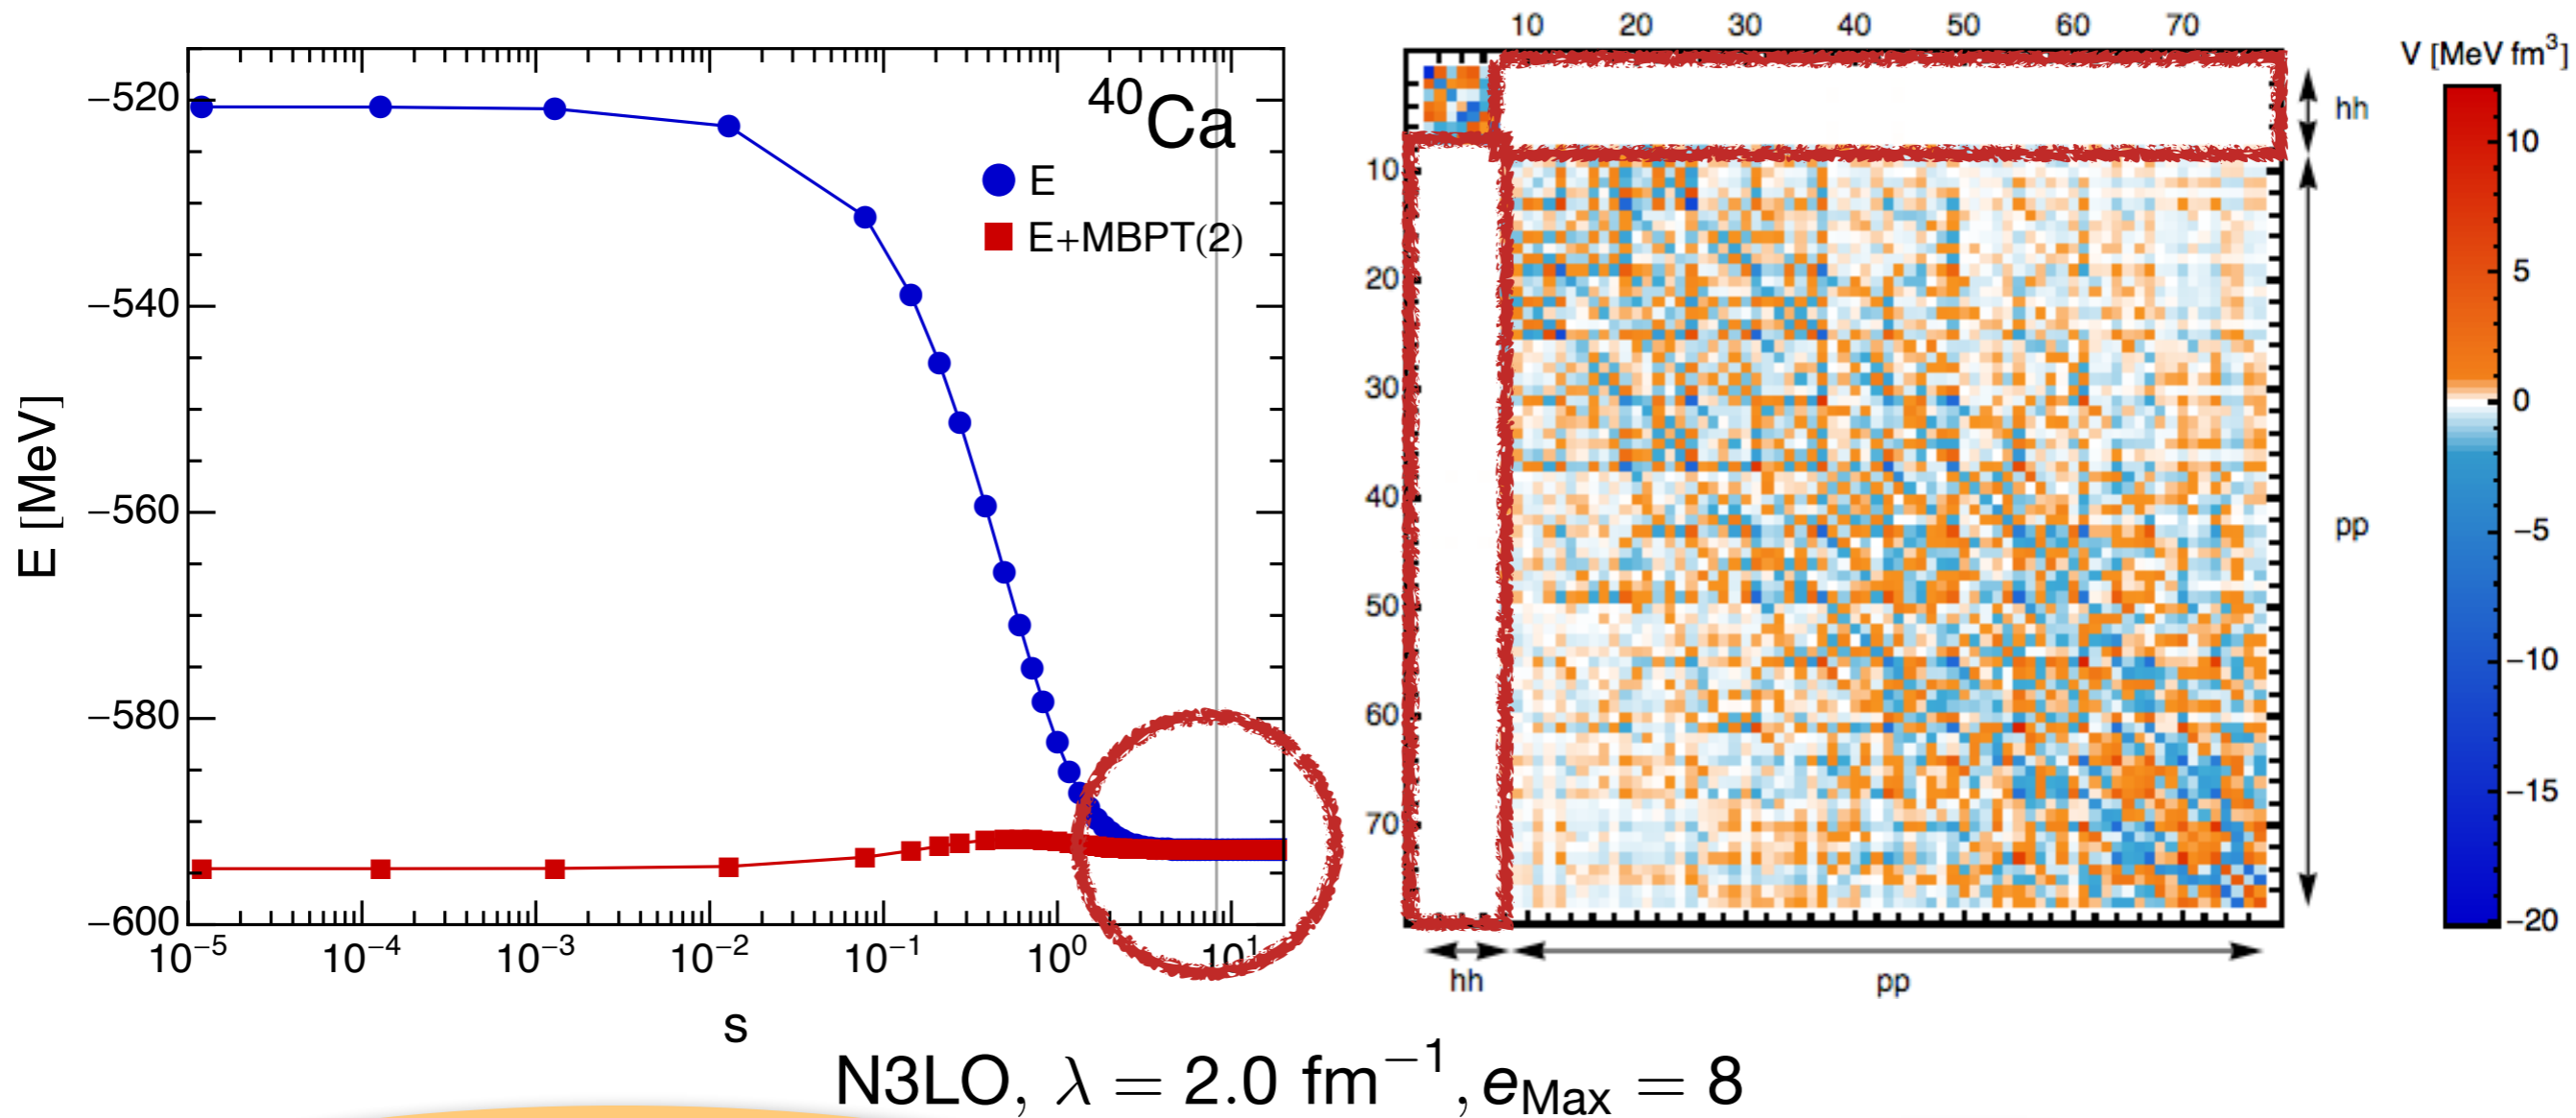 10 20 30 40 50 60 70
V [MeV fm³]
⁴⁰Ca
E
E+MBPT(2)
−520
−540
−560
−580
−600
E [MeV]
10⁻⁵ 10⁻⁴ 10⁻³ 10⁻² 10⁻¹ 10⁰ 10¹
s
10
20
30
40
50
60
70
hh
pp
hh pp
10
5
0
−5
−10
−15
−20
N3LO, λ = 2.0 fm⁻¹, eMax = 8